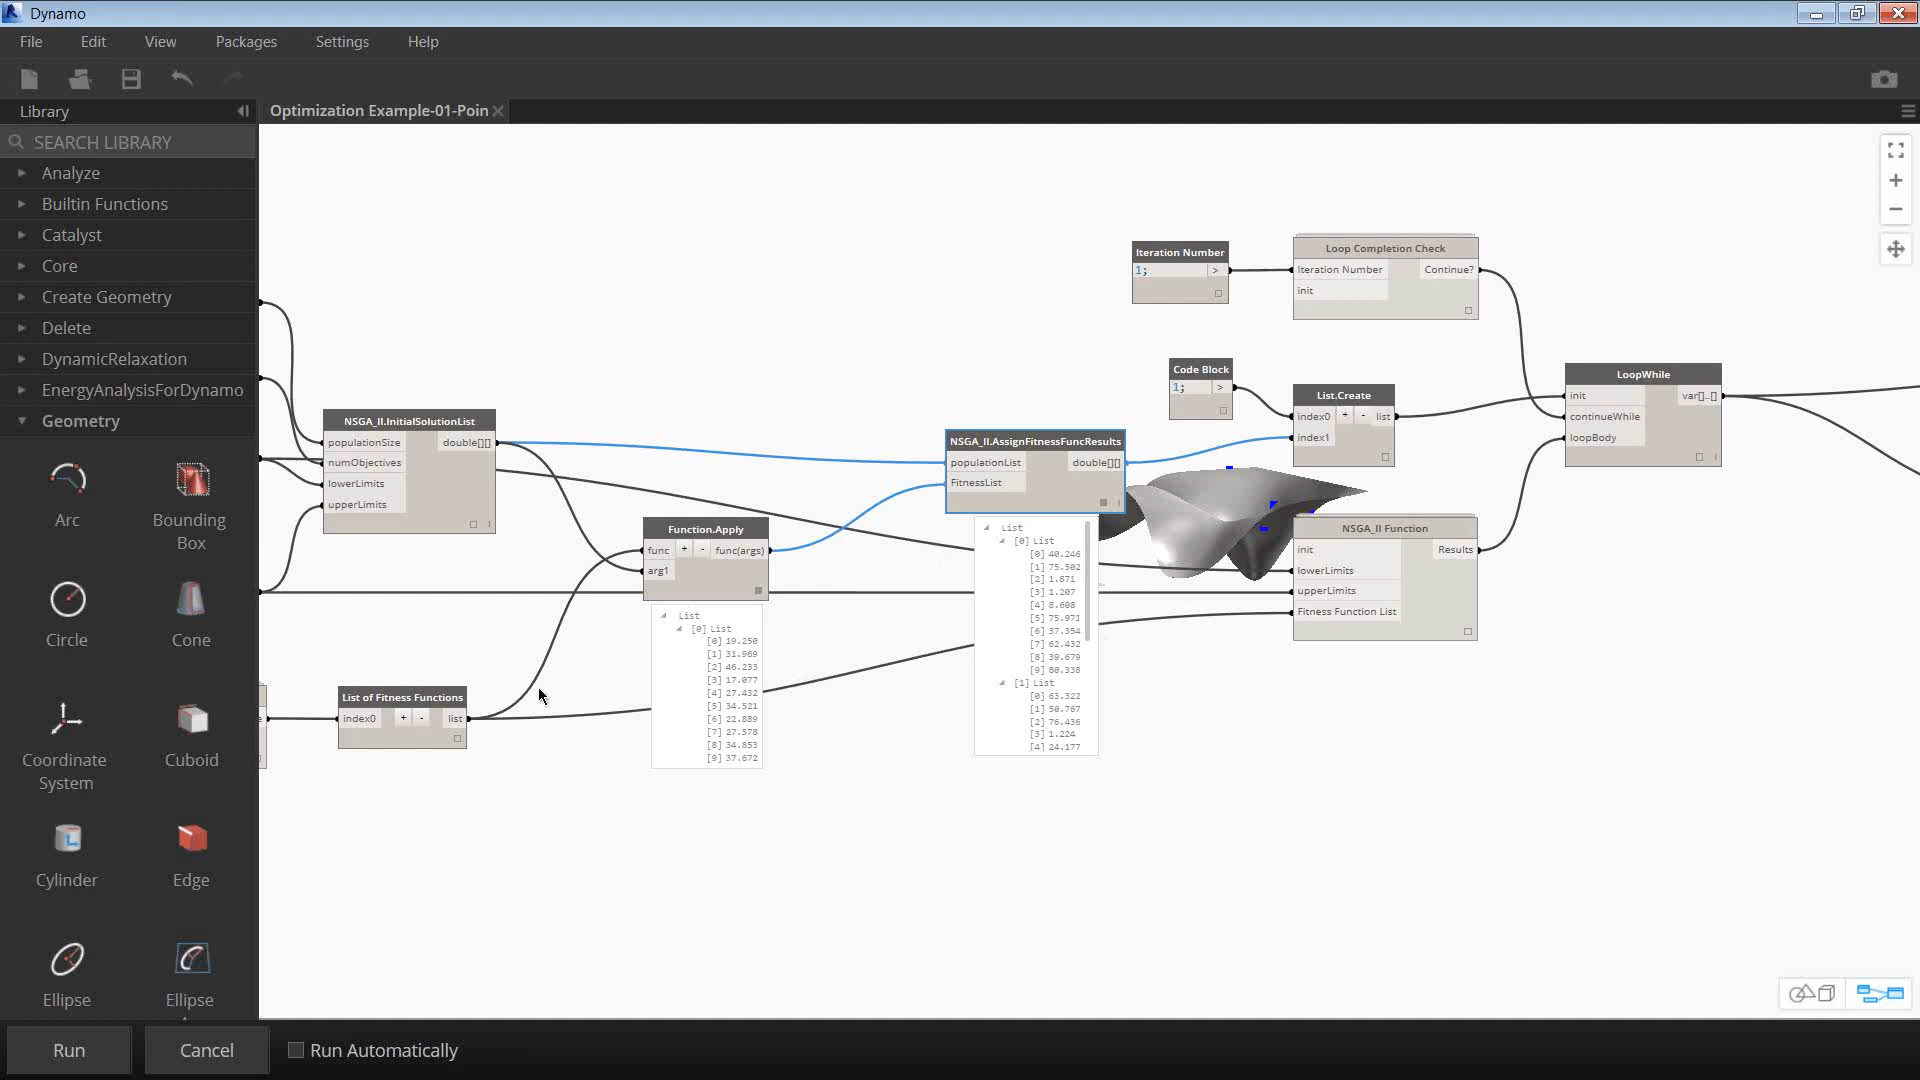 Dynamo
File Edit View Packages Settings Help
Library
Optimization Example-01-Poin
SEARCH LIBRARY
Analyze
Builtin Functions
Catalyst
Core
Create Geometry
Delete
DynamicRelaxation
EnergyAnalysisForDynamo
Geometry
Arc
Bounding Box
Circle
Cone
Coordinate System
Cuboid
Cylinder
Edge
Ellipse
Ellipse
Run
Cancel
Run Automatically
NSGA_II.InitialSolutionList
populationSize double[][]
numObjectives
lowerLimits
upperLimits
List of Fitness Functions
index0 + - list
Function.Apply
func + - func(args)
arg1
List
[0] List
[0] 19.250
[1] 31.969
[2] 46.233
[3] 17.077
[4] 27.432
[5] 34.521
[6] 22.889
[7] 27.578
[8] 34.853
[9] 37.672
NSGA_II.AssignFitnessFuncResults
populationList double[][]
FitnessList
List
[0] List
[0] 40.246
[1] 75.502
[2] 1.871
[3] 1.207
[4] 8.608
[5] 75.971
[6] 37.354
[7] 62.432
[8] 39.679
[9] 80.338
[1] List
[0] 63.322
[1] 50.767
[2] 76.436
[3] 1.224
[4] 24.177
Iteration Number
1; >
Loop Completion Check
Iteration Number Continue?
init
Code Block
1; >
List.Create
index0 + - list
index1
NSGA_II Function
init Results
lowerLimits
upperLimits
Fitness Function List
LoopWhile
init var[]..[]
continueWhile
loopBody